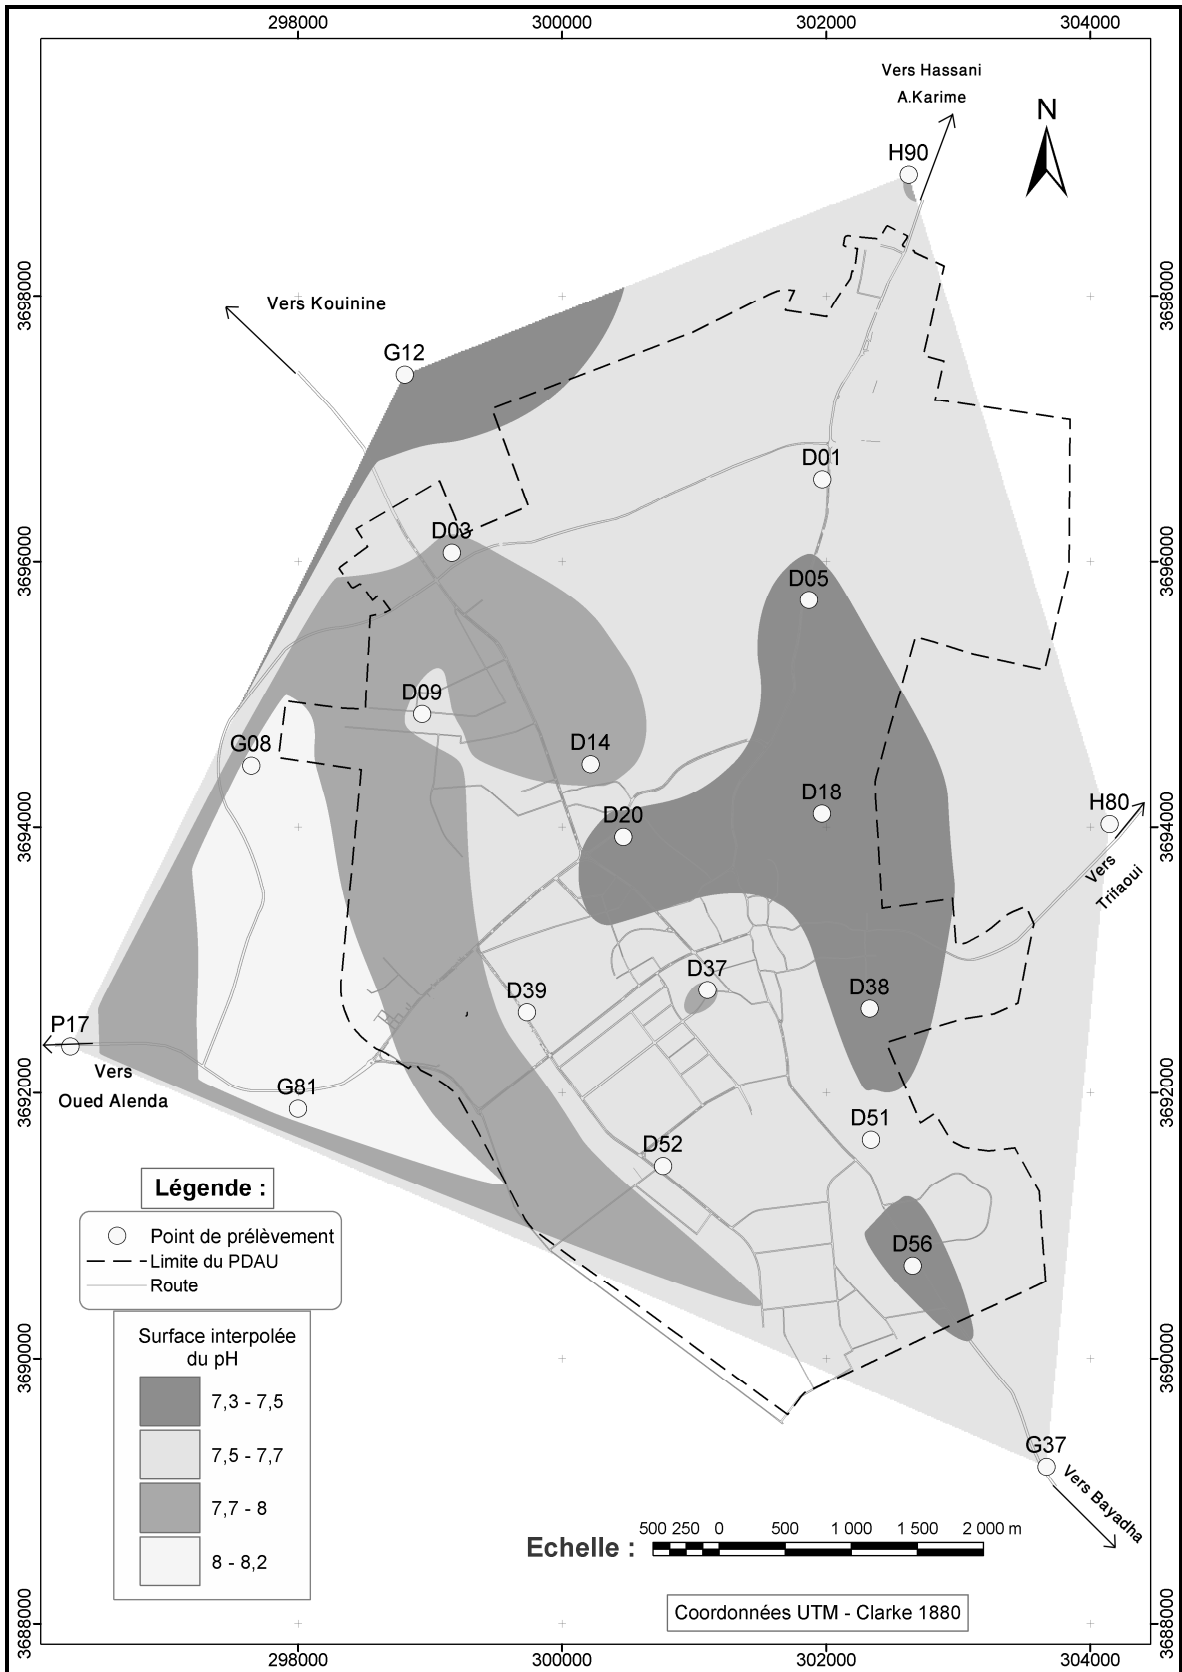 298000
300000
302000
304000
Vers Hassani
A.Karime
N
H90
3698000
3698000
Vers Kouinine
G12
D01
D03
3696000
3696000
D05
D09
G08
D14
D18
H80
D20
3694000
3694000
Vers
Trifaoui
D37
D38
D39
P17
Vers
Oued Alenda
G81
3692000
3692000
D51
D52
D56
Légende :
Point de prélèvement
Limite du PDAU
Route
Surface interpolée
du pH
7,3 - 7,5
7,5 - 7,7
7,7 - 8
8 - 8,2
3690000
3690000
G37
Vers Bayadha
Echelle :
500 250 0 500 1 000 1 500 2 000 m
Coordonnées UTM - Clarke 1880
3688000
3688000
298000
300000
302000
304000